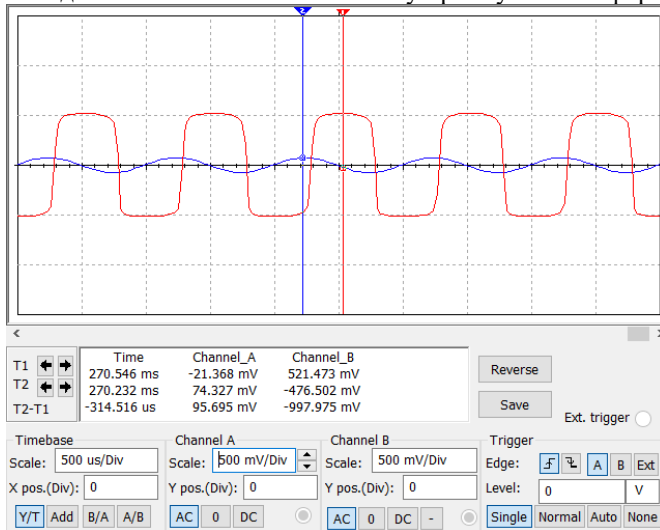 2
1
Time Channel_A Channel_B
T1 270.546 ms -21.368 mV 521.473 mV
T2 270.232 ms 74.327 mV -476.502 mV
T2-T1 -314.516 us 95.695 mV -997.975 mV
Reverse
Save
Ext. trigger
Timebase Channel A Channel B Trigger
Scale: 500 us/Div Scale: 500 mV/Div Scale: 500 mV/Div Edge: A B Ext
X pos.(Div): 0 Y pos.(Div): 0 Y pos.(Div): 0 Level: 0 V
Y/T Add B/A A/B AC 0 DC AC 0 DC - Single Normal Auto None